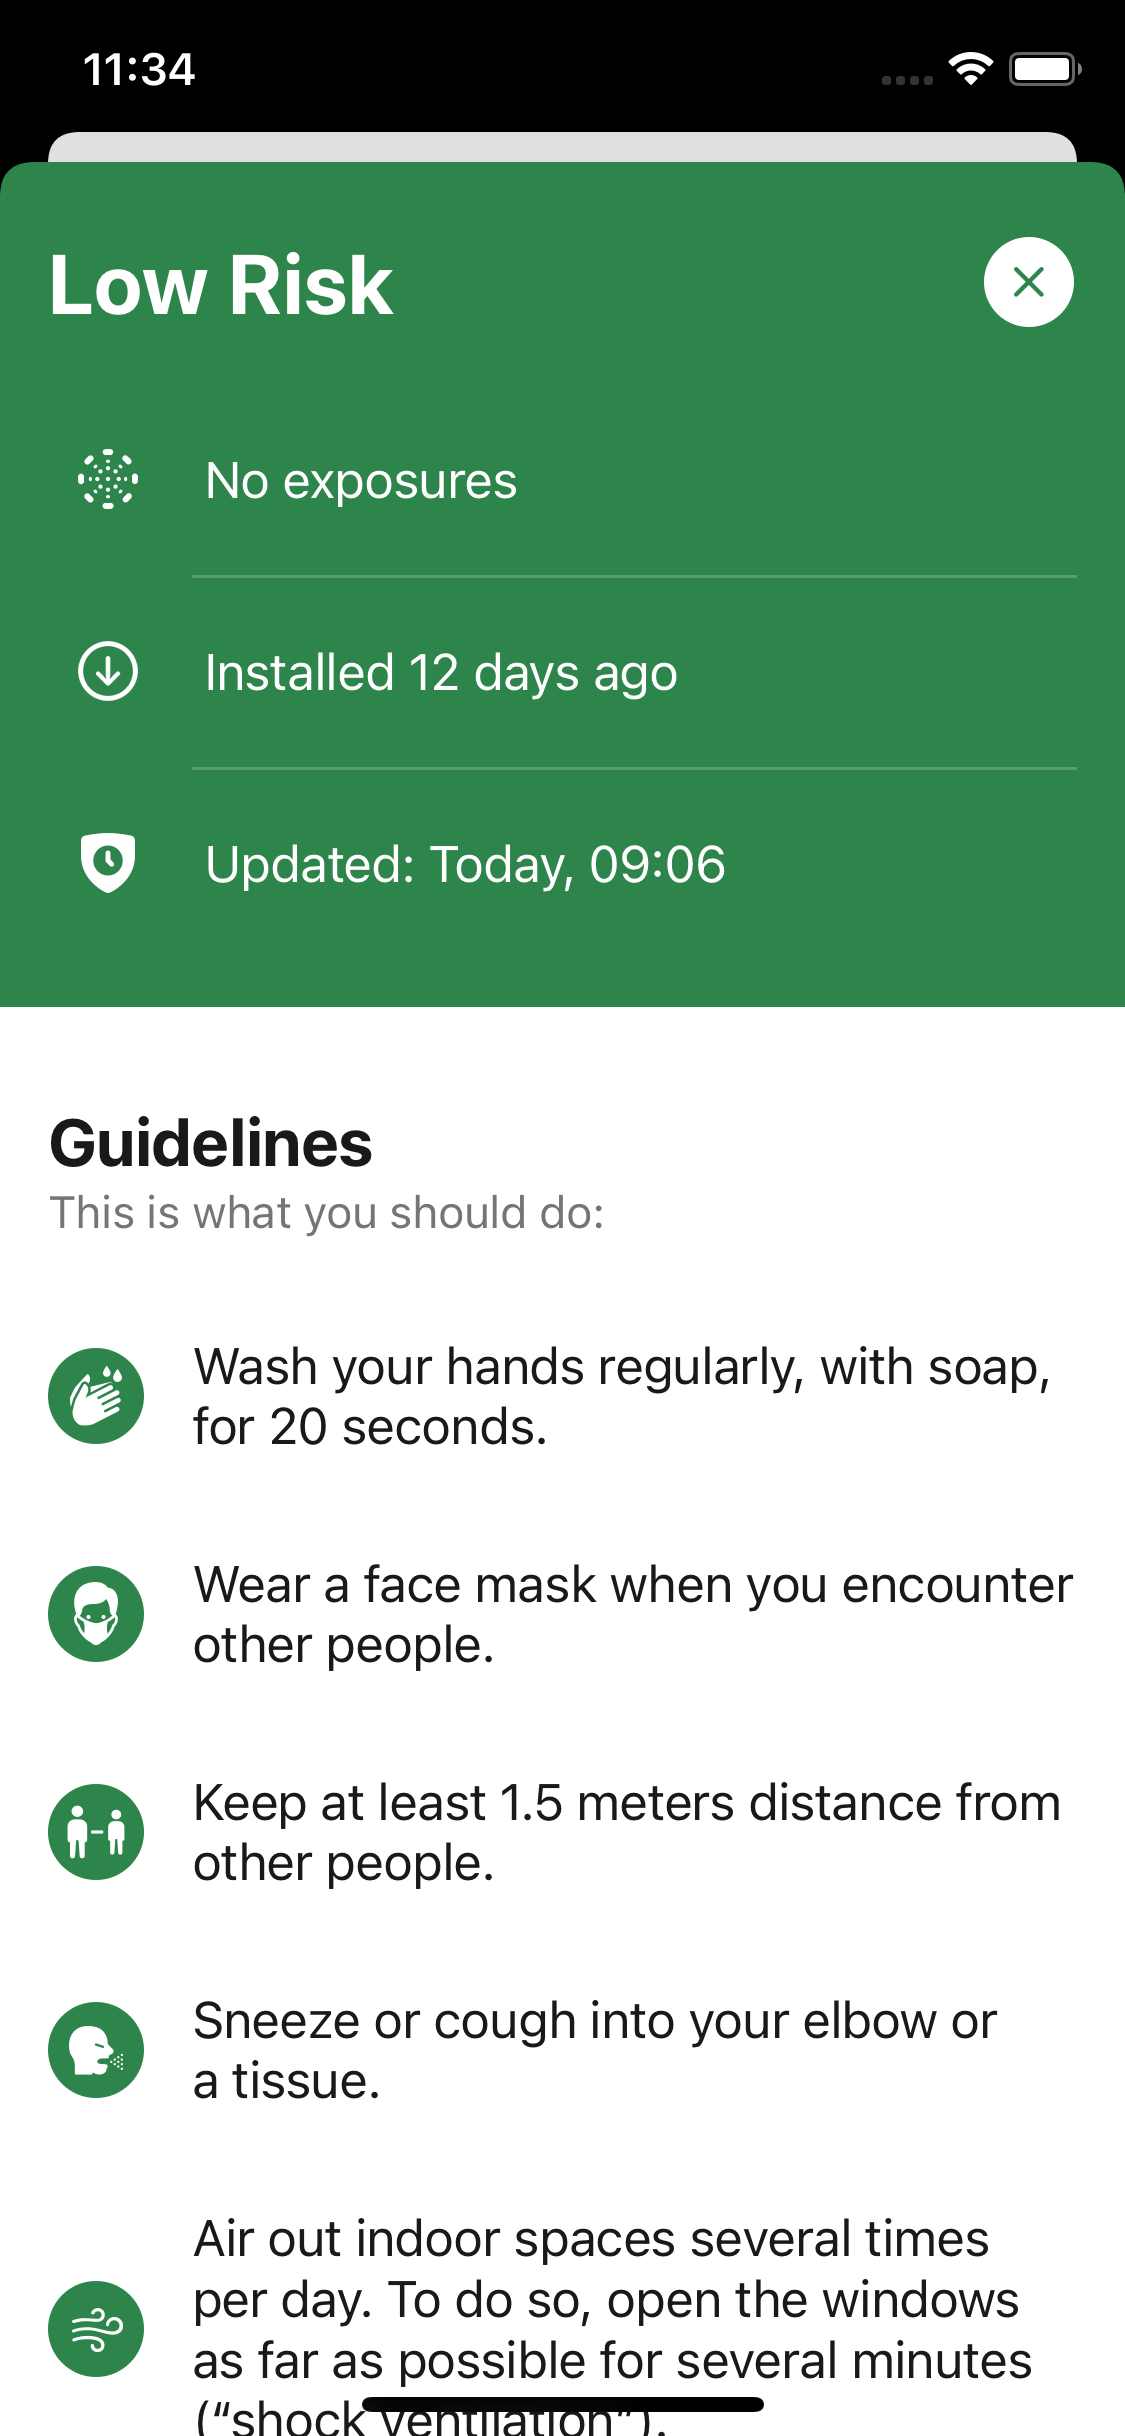 11:34
Low Risk
No exposures
Installed 12 days ago
Updated: Today, 09:06
Guidelines
This is what you should do:
Wash your hands regularly, with soap,
for 20 seconds.
Wear a face mask when you encounter
other people.
Keep at least 1.5 meters distance from
other people.
Sneeze or cough into your elbow or
a tissue.
Air out indoor spaces several times
per day. To do so, open the windows
as far as possible for several minutes
(“shock ventilation”).